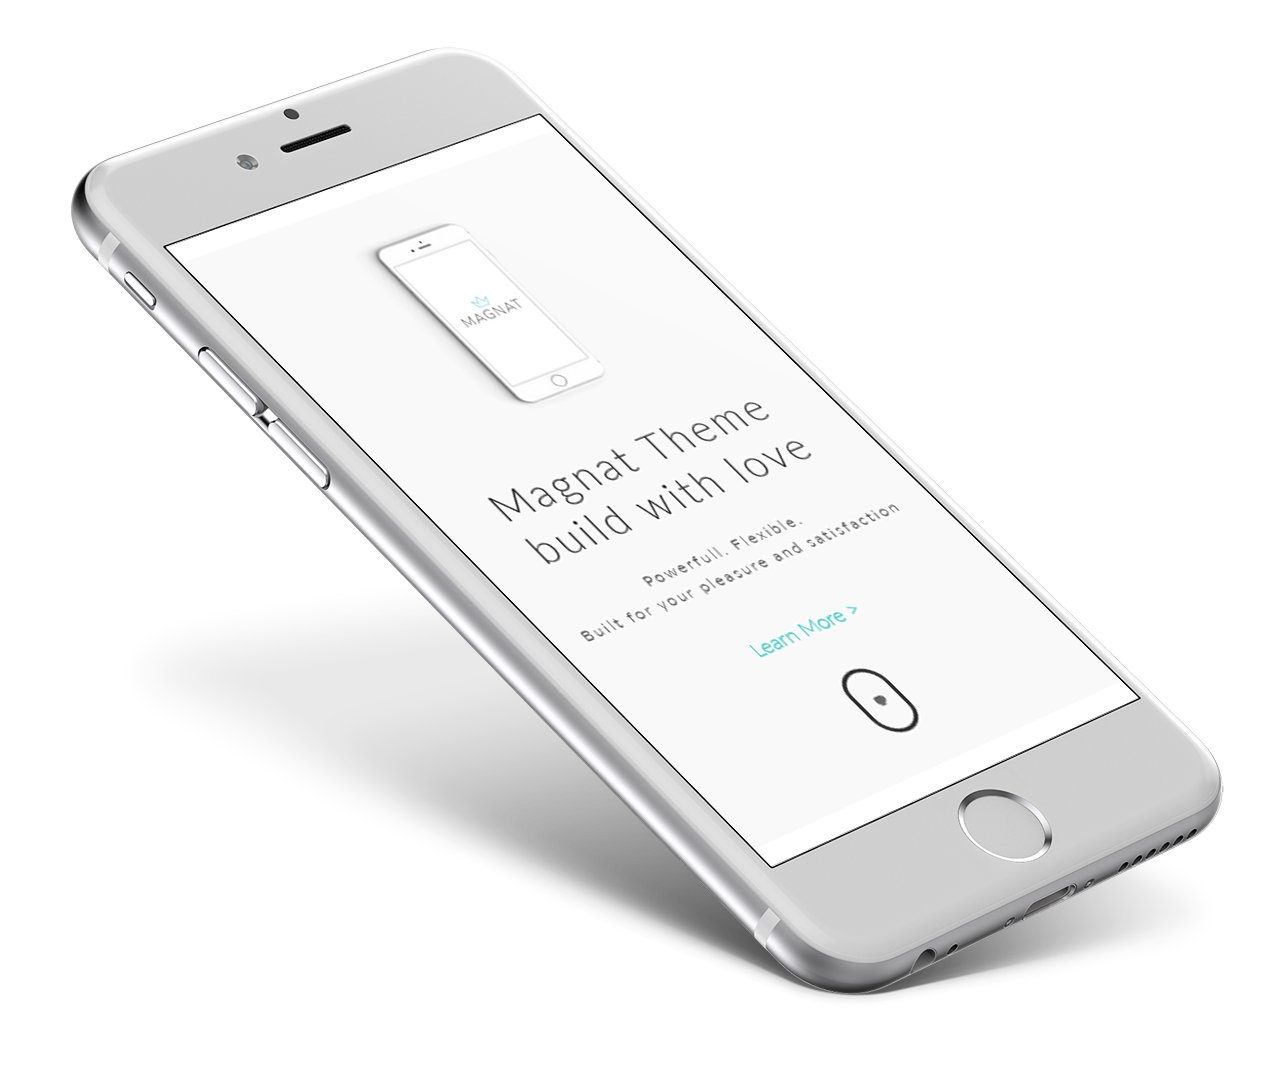 MAGNAT
Magnat Theme
build with love
Powerfull. Flexible.
Built for your pleasure and satisfaction
Learn More >